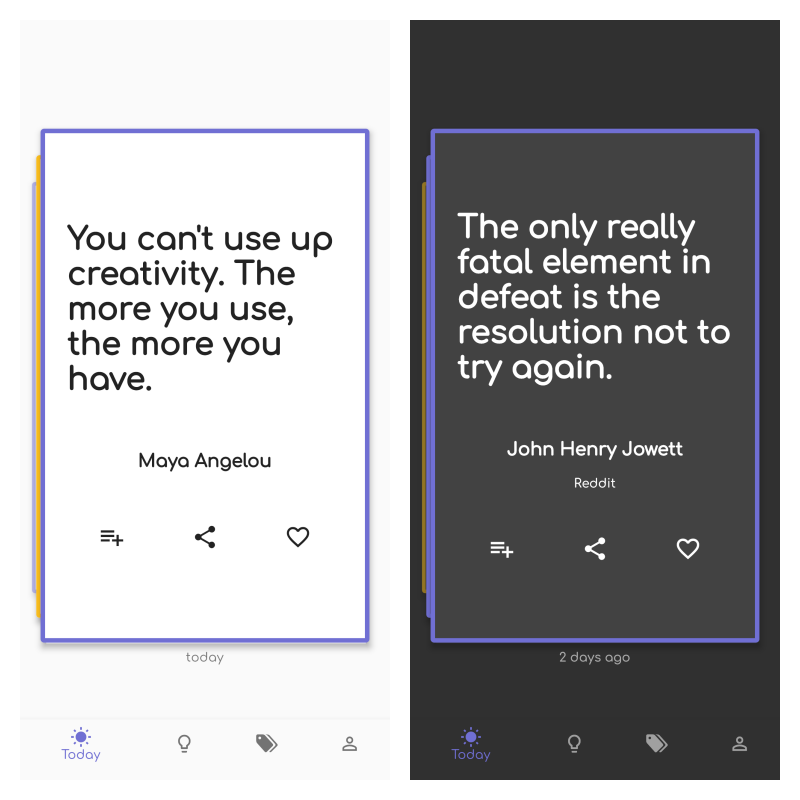 You can't use up
creativity. The
more you use,
the more you
have.
Maya Angelou
today
Today
The only really
fatal element in
defeat is the
resolution not to
try again.
John Henry Jowett
Reddit
2 days ago
Today